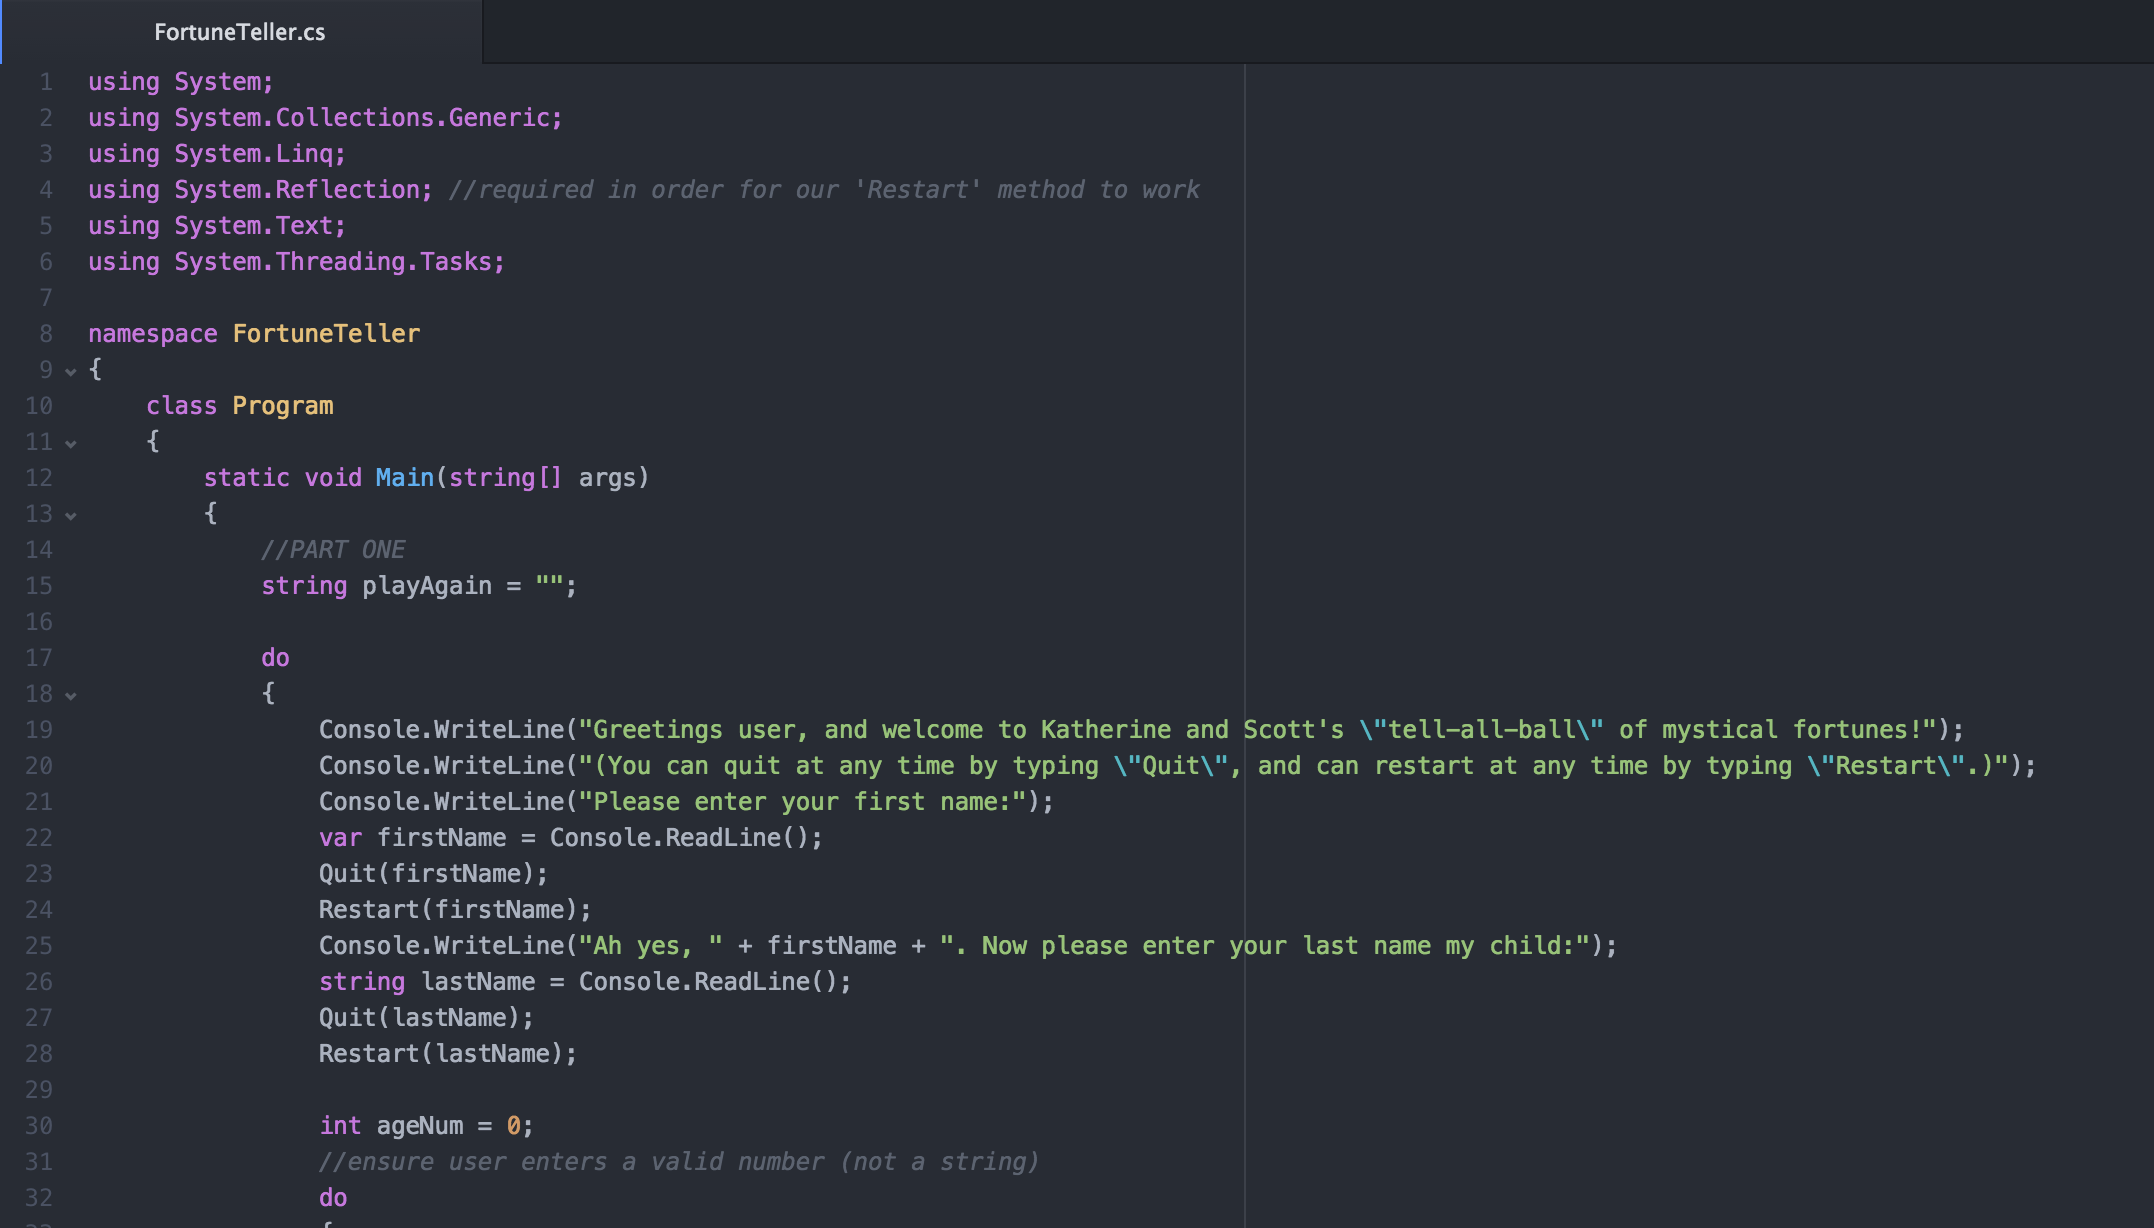 FortuneTeller.cs
1 using System;
2 using System.Collections.Generic;
3 using System.Linq;
4 using System.Reflection; //required in order for our 'Restart' method to work
5 using System.Text;
6 using System.Threading.Tasks;
7
8 namespace FortuneTeller
9 {
10 class Program
11 {
12 static void Main(string[] args)
13 {
14 //PART ONE
15 string playAgain = "";
16
17 do
18 {
19 Console.WriteLine("Greetings user, and welcome to Katherine and Scott's \"tell-all-ball\" of mystical fortunes!");
20 Console.WriteLine("(You can quit at any time by typing \"Quit\", and can restart at any time by typing \"Restart\".)");
21 Console.WriteLine("Please enter your first name:");
22 var firstName = Console.ReadLine();
23 Quit(firstName);
24 Restart(firstName);
25 Console.WriteLine("Ah yes, " + firstName + ". Now please enter your last name my child:");
26 string lastName = Console.ReadLine();
27 Quit(lastName);
28 Restart(lastName);
29
30 int ageNum = 0;
31 //ensure user enters a valid number (not a string)
32 do